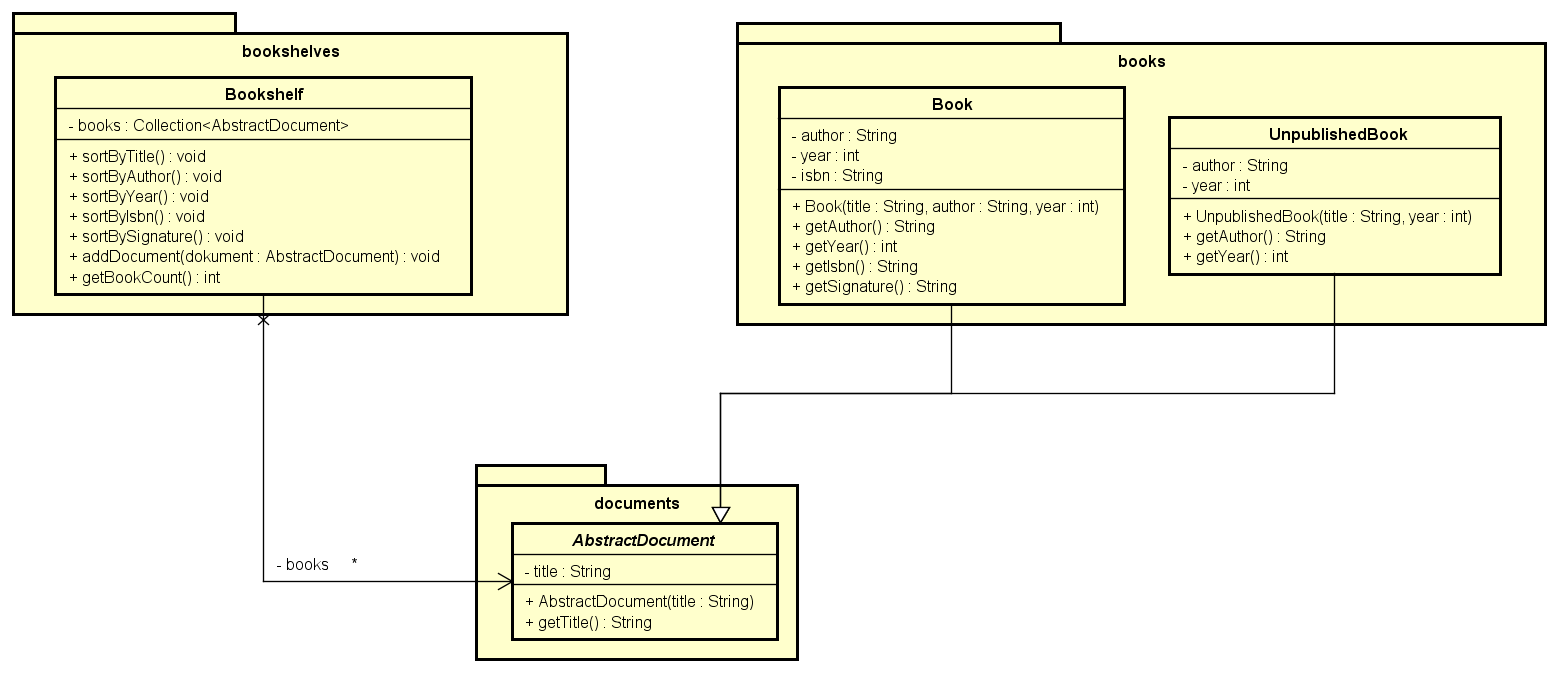 bookshelves
Bookshelf
- books : Collection<AbstractDocument>
+ sortByTitle() : void
+ sortByAuthor() : void
+ sortByYear() : void
+ sortByIsbn() : void
+ sortBySignature() : void
+ addDocument(dokument : AbstractDocument) : void
+ getBookCount() : int
books
Book
- author : String
- year : int
- isbn : String
+ Book(title : String, author : String, year : int)
+ getAuthor() : String
+ getYear() : int
+ getIsbn() : String
+ getSignature() : String
UnpublishedBook
- author : String
- year : int
+ UnpublishedBook(title : String, year : int)
+ getAuthor() : String
+ getYear() : int
- books *
documents
AbstractDocument
- title : String
+ AbstractDocument(title : String)
+ getTitle() : String